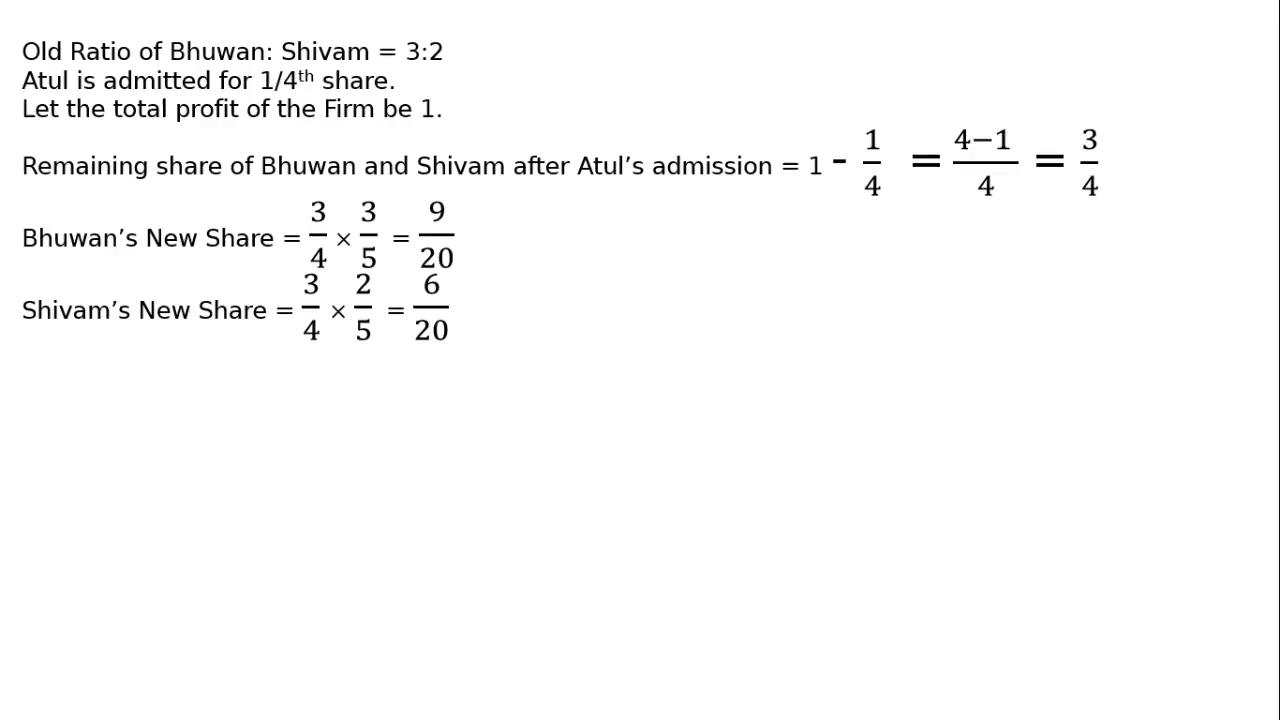 Old Ratio of Bhuwan: Shivam = 3:2
Atul is admitted for 1/4th share.
Let the total profit of the Firm be 1.
Remaining share of Bhuwan and Shivam after Atul’s admission = 1 - 1/4 = 4−1/4 = 3/4
Bhuwan’s New Share = 3/4 × 3/5 = 9/20
Shivam’s New Share = 3/4 × 2/5 = 6/20